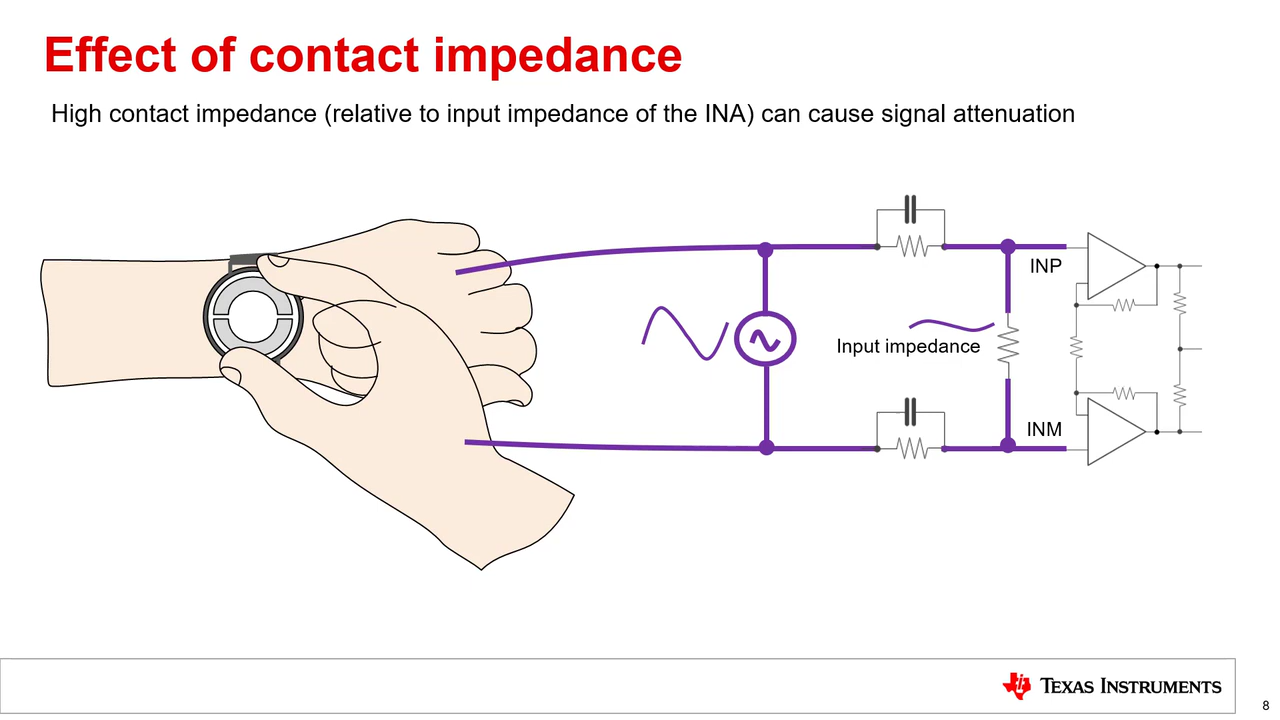 Effect of contact impedance
High contact impedance (relative to input impedance of the INA) can cause signal attenuation
INP
Input impedance
INM
Texas Instruments
8